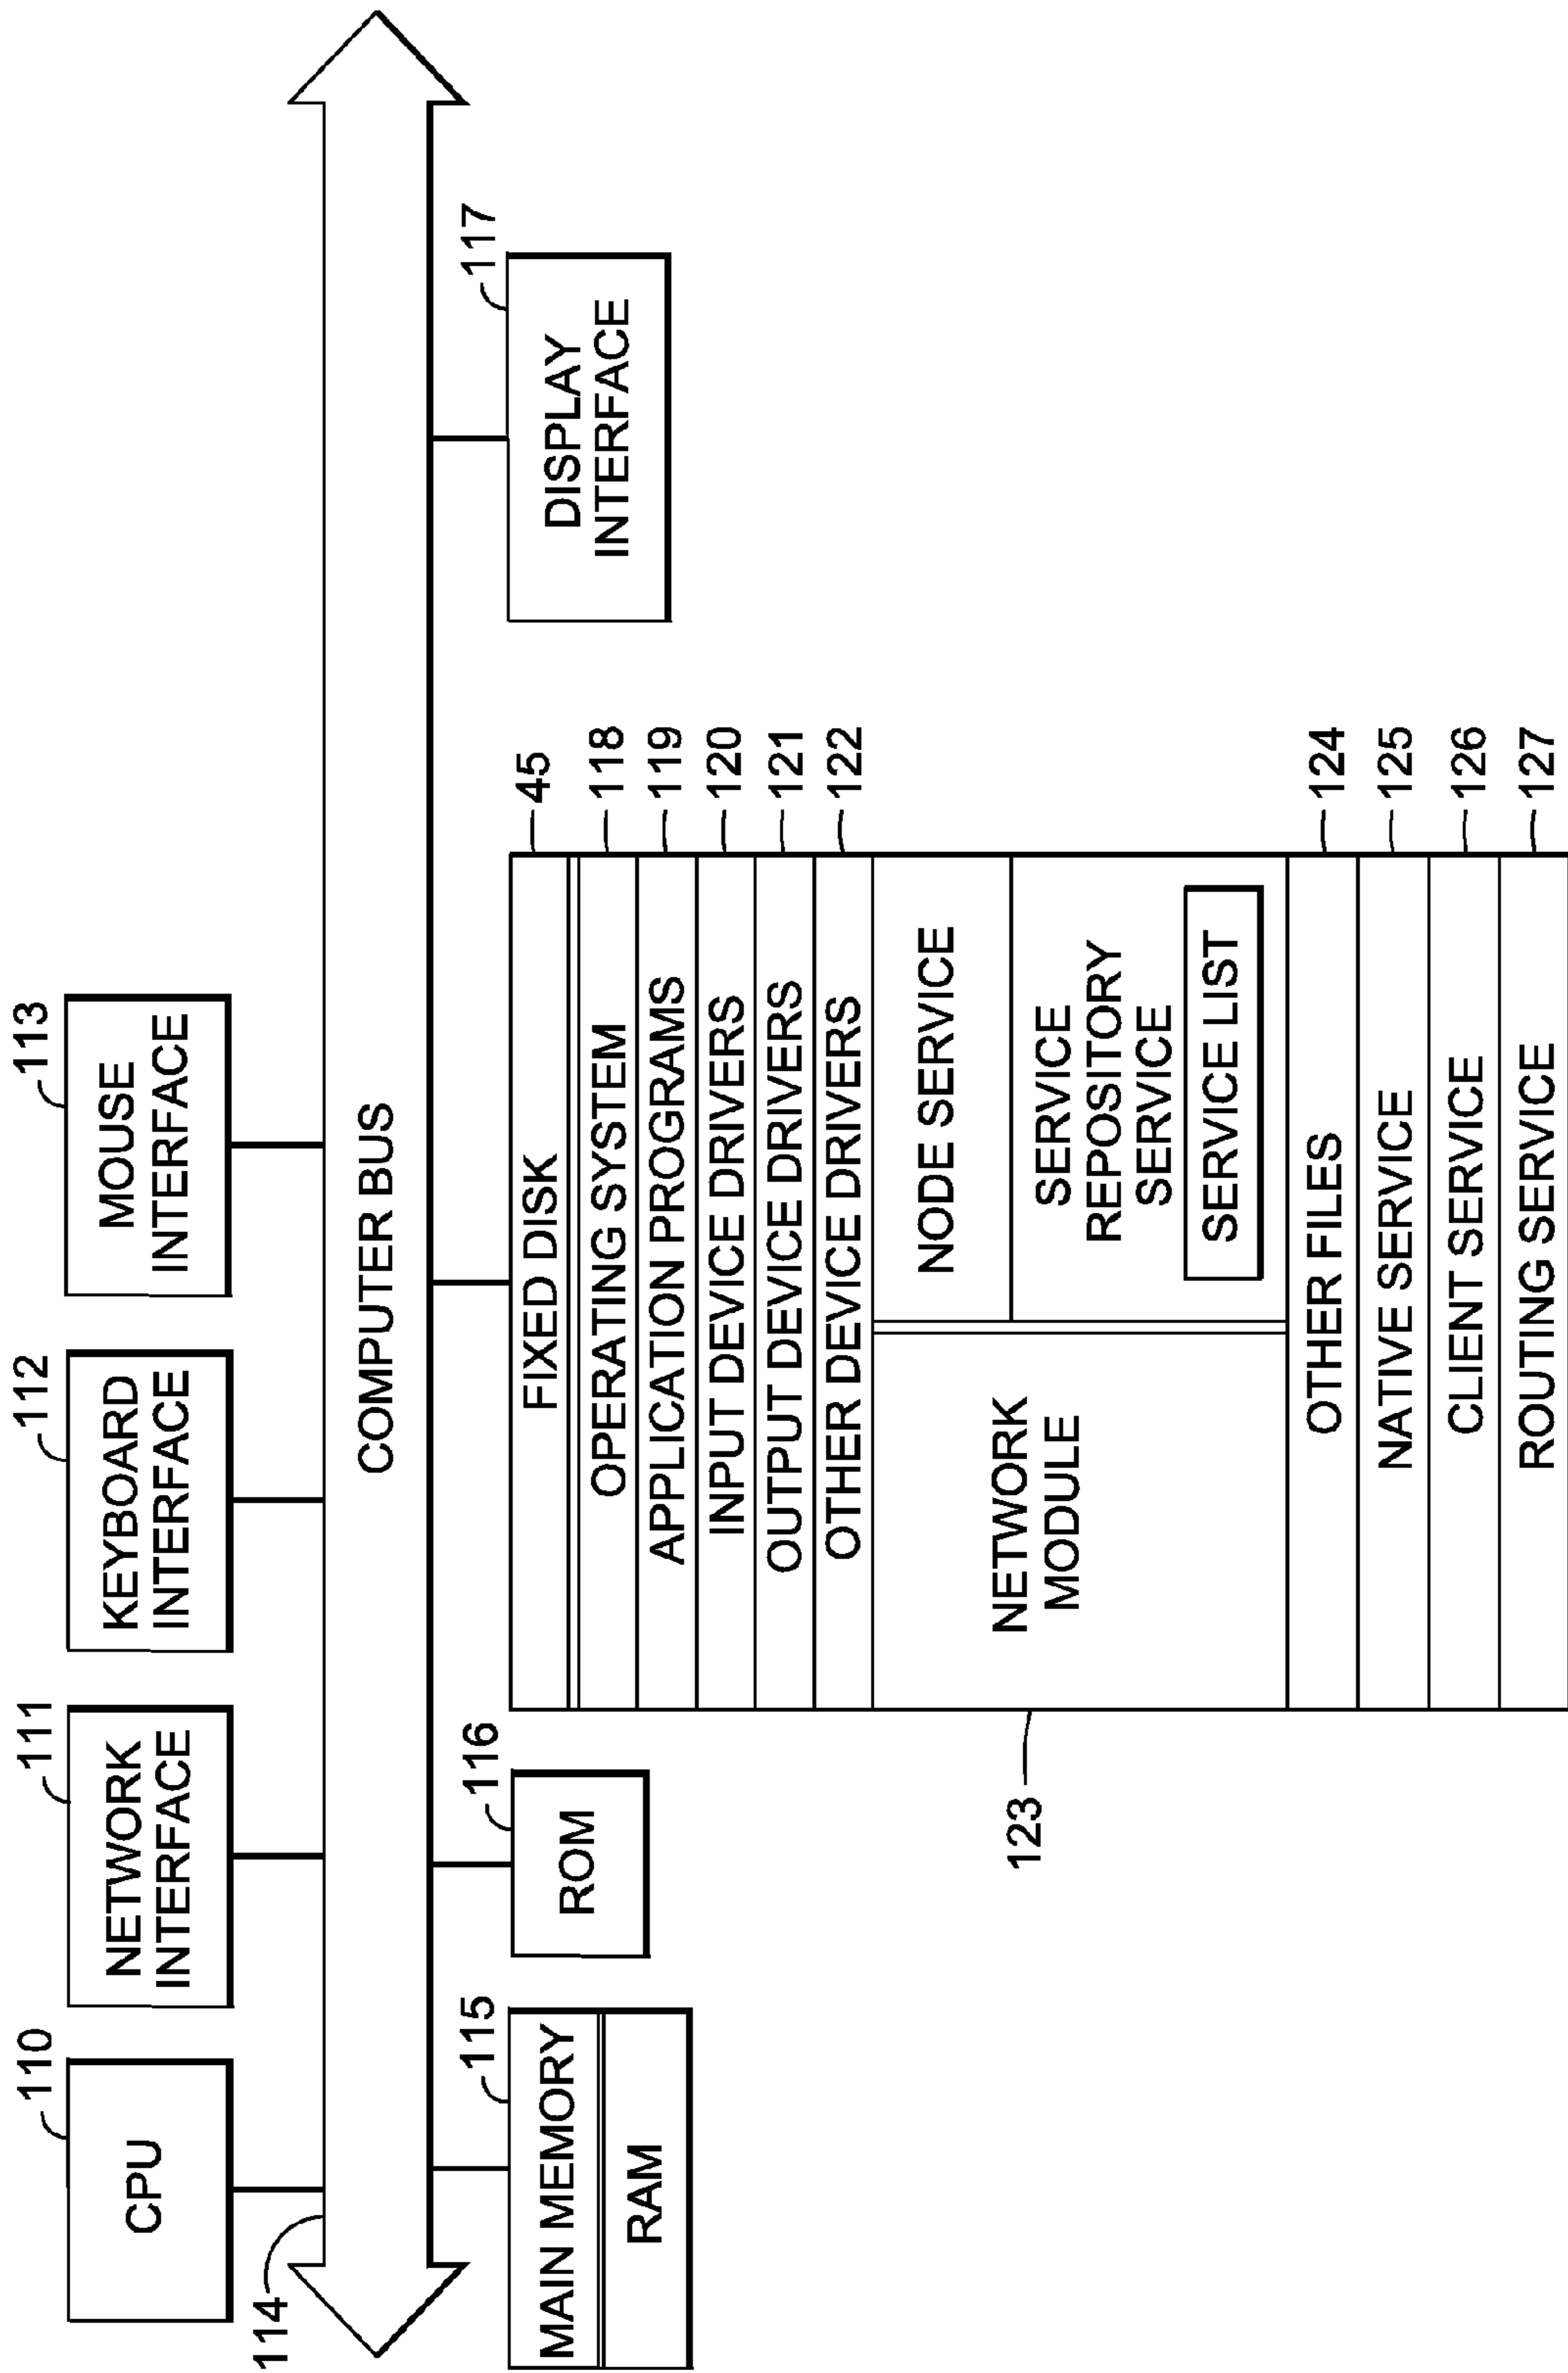 110
CPU
111
NETWORK
INTERFACE
112
KEYBOARD
INTERFACE
113
MOUSE
INTERFACE
114
COMPUTER BUS
115
MAIN MEMORY
RAM
116
ROM
FIXED DISK
45
OPERATING SYSTEM
118
APPLICATION PROGRAMS
119
INPUT DEVICE DRIVERS
120
OUTPUT DEVICE DRIVERS
121
OTHER DEVICE DRIVERS
122
123
NETWORK
MODULE
NODE SERVICE
SERVICE
REPOSITORY
SERVICE
SERVICE LIST
OTHER FILES
124
NATIVE SERVICE
125
CLIENT SERVICE
126
ROUTING SERVICE
127
117
DISPLAY
INTERFACE